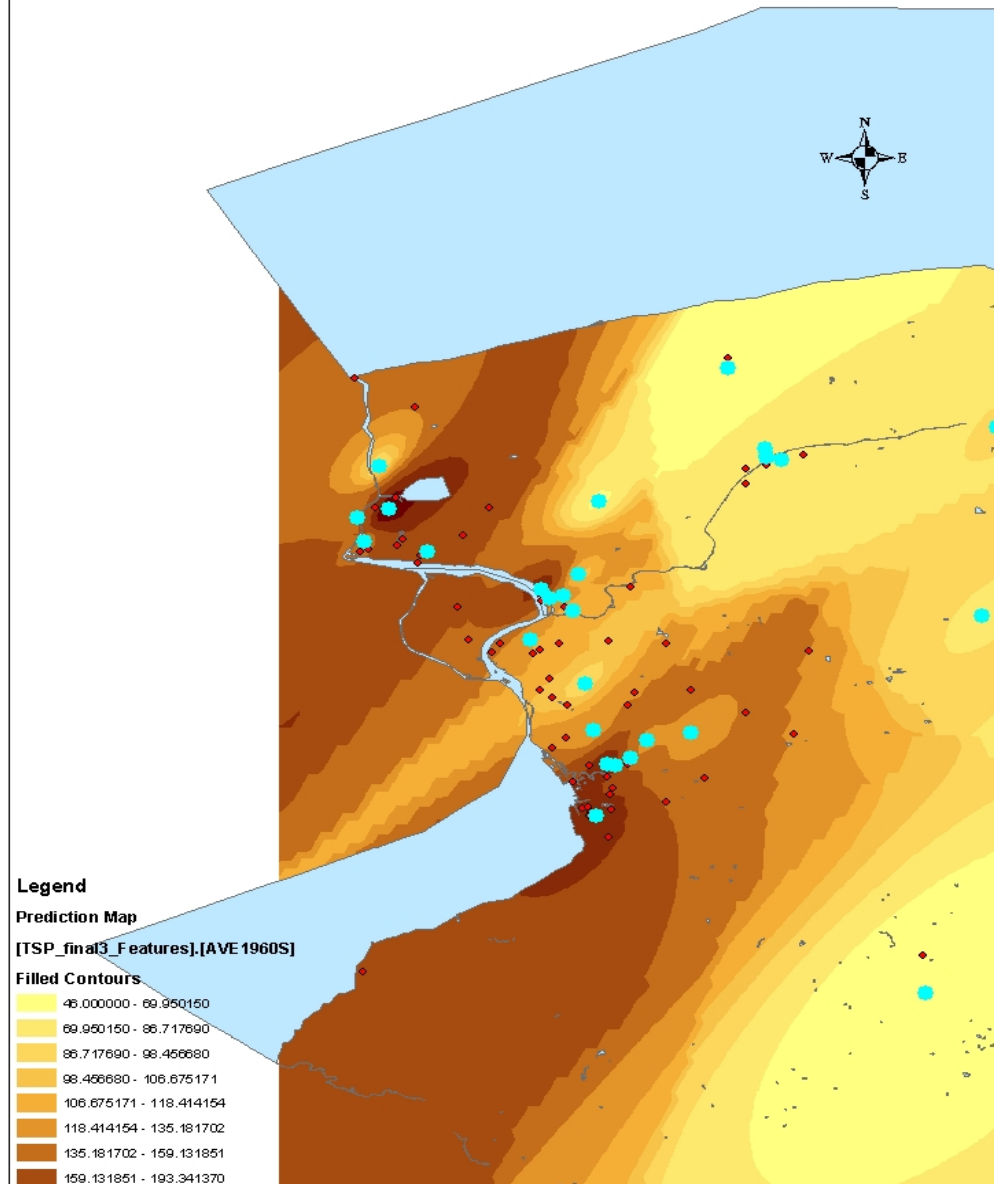 N
W E
S
Legend
Prediction Map
[TSP_final3_Features].[AVE1960S]
Filled Contours
46.000000 - 69.950150
69.950150 - 86.717690
86.717690 - 98.456680
98.456680 - 106.675171
106.675171 - 118.414154
118.414154 - 135.181702
135.181702 - 159.131851
159.131851 - 193.341370